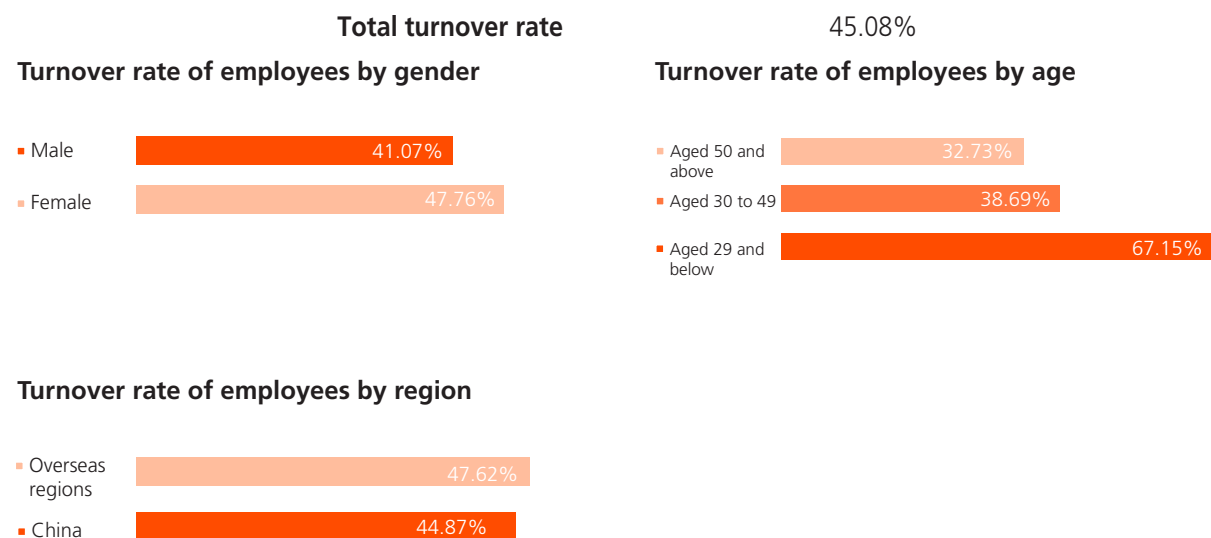 Total turnover rate 45.08%
Turnover rate of employees by gender
Male 41.07%
Female 47.76%
Turnover rate of employees by age
Aged 50 and
above
32.73%
Aged 30 to 49 38.69%
Aged 29 and
below
67.15%
Turnover rate of employees by region
Overseas
regions
47.62%
China 44.87%